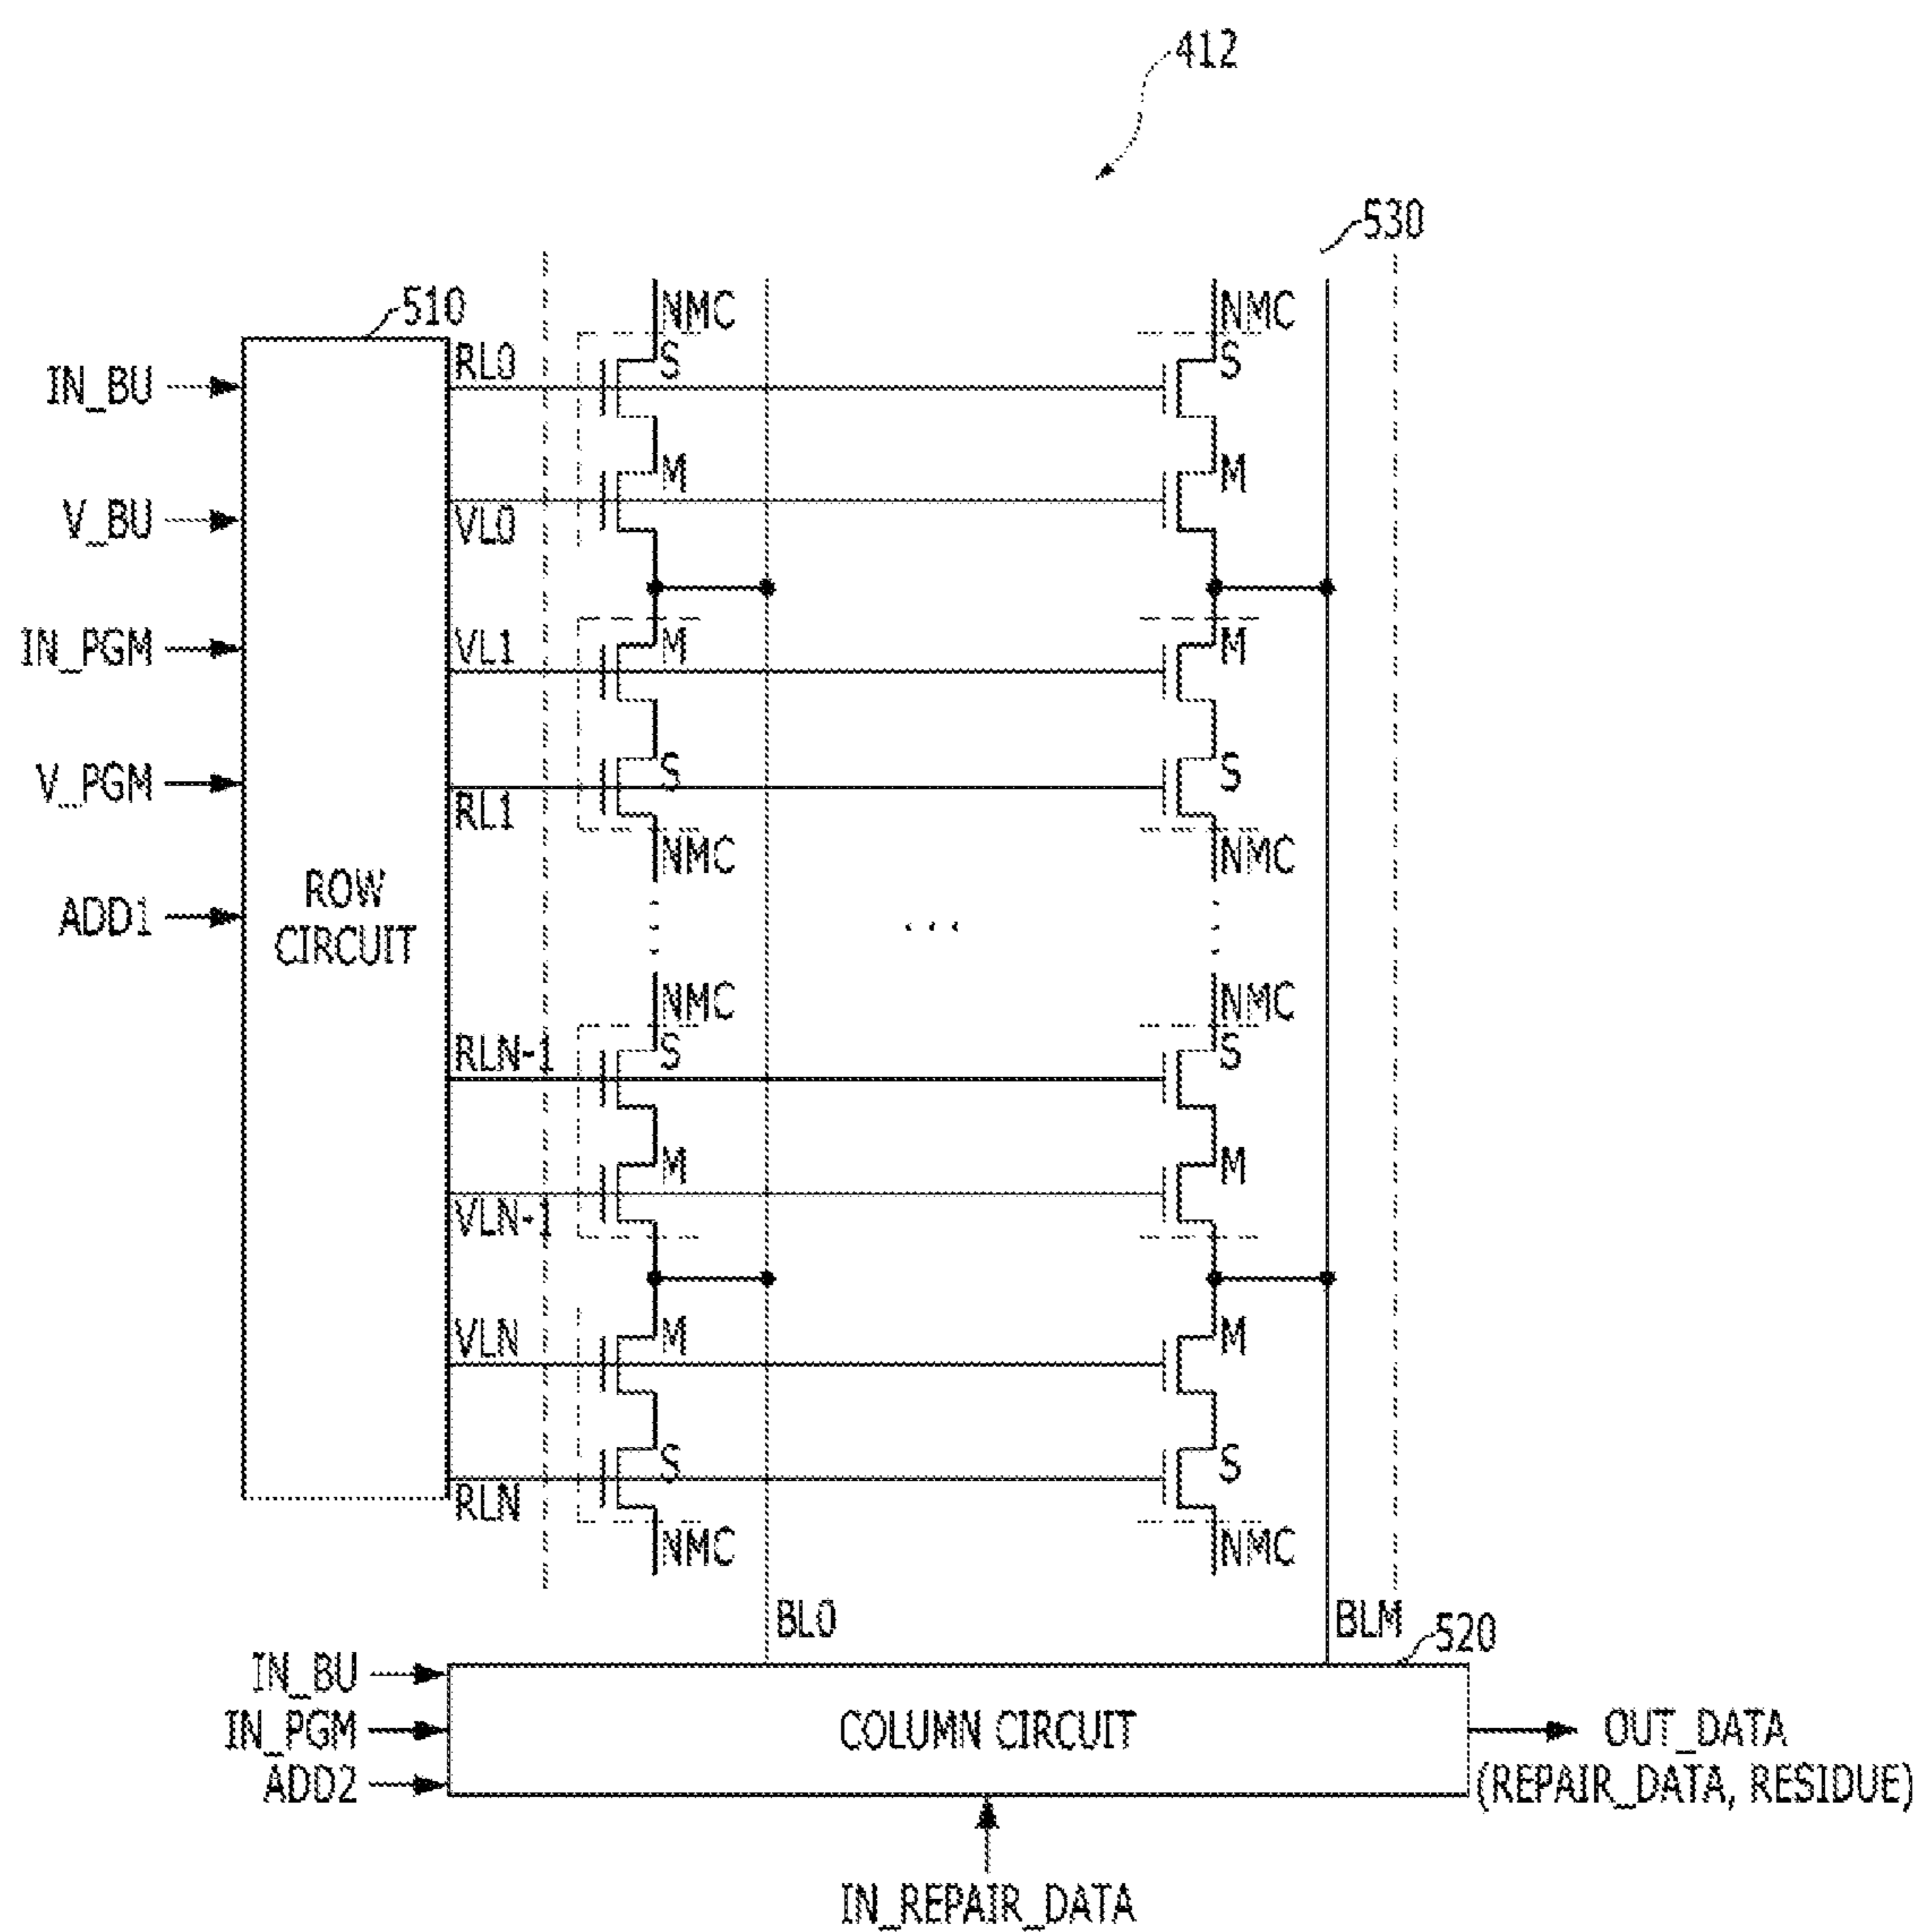 412
530
510
NMC
NMC
RL0
S
S
IN_BU
M
M
V_BU
VL0
IN_PGM
VL1
M
M
V_PGM
S
S
RL1
NMC
NMC
ADD1
ROW
CIRCUIT
...
NMC
NMC
RLN-1
S
S
M
M
VLN-1
VLN
M
M
S
S
RLN
NMC
NMC
BL0
BLM
520
IN_BU
IN_PGM
ADD2
COLUMN CIRCUIT
OUT_DATA
(REPAIR_DATA, RESIDUE)
IN_REPAIR_DATA